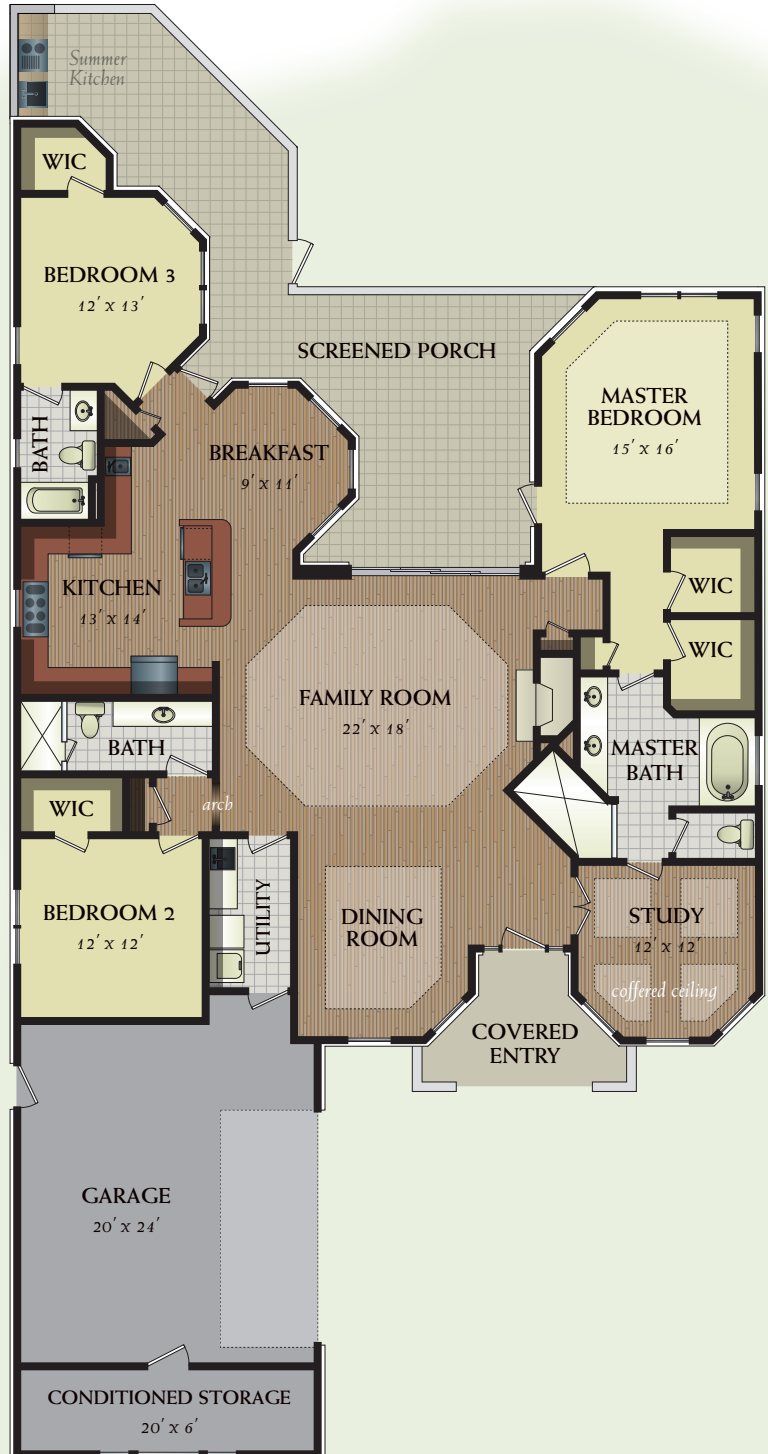 Summer
Kitchen
WIC
BEDROOM 3
12' x 13'
SCREENED PORCH
MASTER
BEDROOM
15' x 16'
BATH
BREAKFAST
9' x 11'
KITCHEN
13' x 14'
WIC
WIC
FAMILY ROOM
22' x 18'
BATH
MASTER
BATH
WIC
arch
BEDROOM 2
12' x 12'
UTILITY
DINING
ROOM
STUDY
12' x 12'
coffered ceiling
COVERED
ENTRY
GARAGE
20' x 24'
CONDITIONED STORAGE
20' x 6'